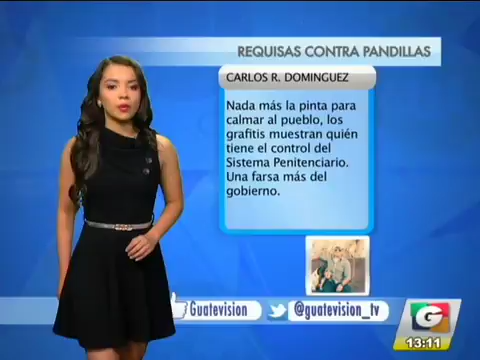 REQUISAS CONTRA PANDILLAS
CARLOS R. DOMINGUEZ
Nada más la pinta para
calmar al pueblo, los
grafitis muestran quién
tiene el control del
Sistema Penitenciario.
Una farsa más del
gobierno.
Guatevision
@guatevision_tv
G
13:11